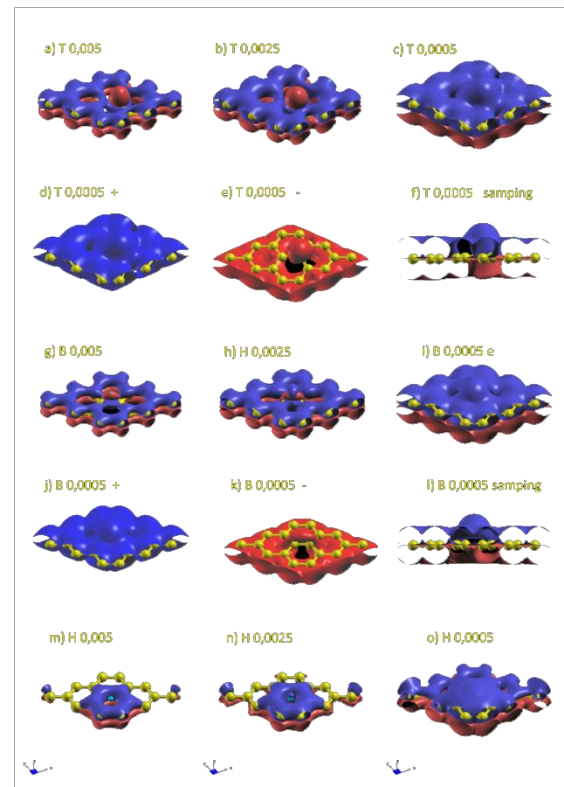 a) T 0,005
b) T 0,0025
c) T 0,0005
d) T 0,0005 +
e) T 0,0005 -
f) T 0,0005 samping
g) B 0,005
h) H 0,0025
i) B 0,0005 e
j) B 0,0005 +
k) B 0,0005 -
l) B 0,0005 samping
m) H 0,005
n) H 0,0025
o) H 0,0005